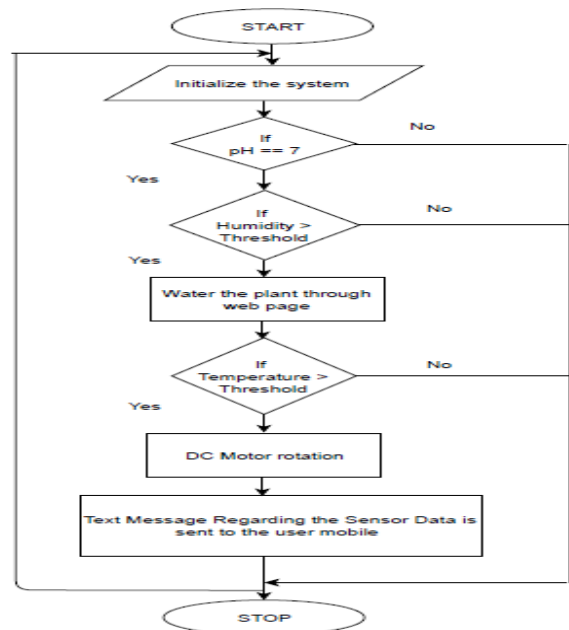 START
Initialize the system
If
pH == 7
No
Yes
If
Humidity >
Threshold
No
Yes
Water the plant through
web page
If
Temperature >
Threshold
No
Yes
DC Motor rotation
Text Message Regarding the Sensor Data is
sent to the user mobile
STOP